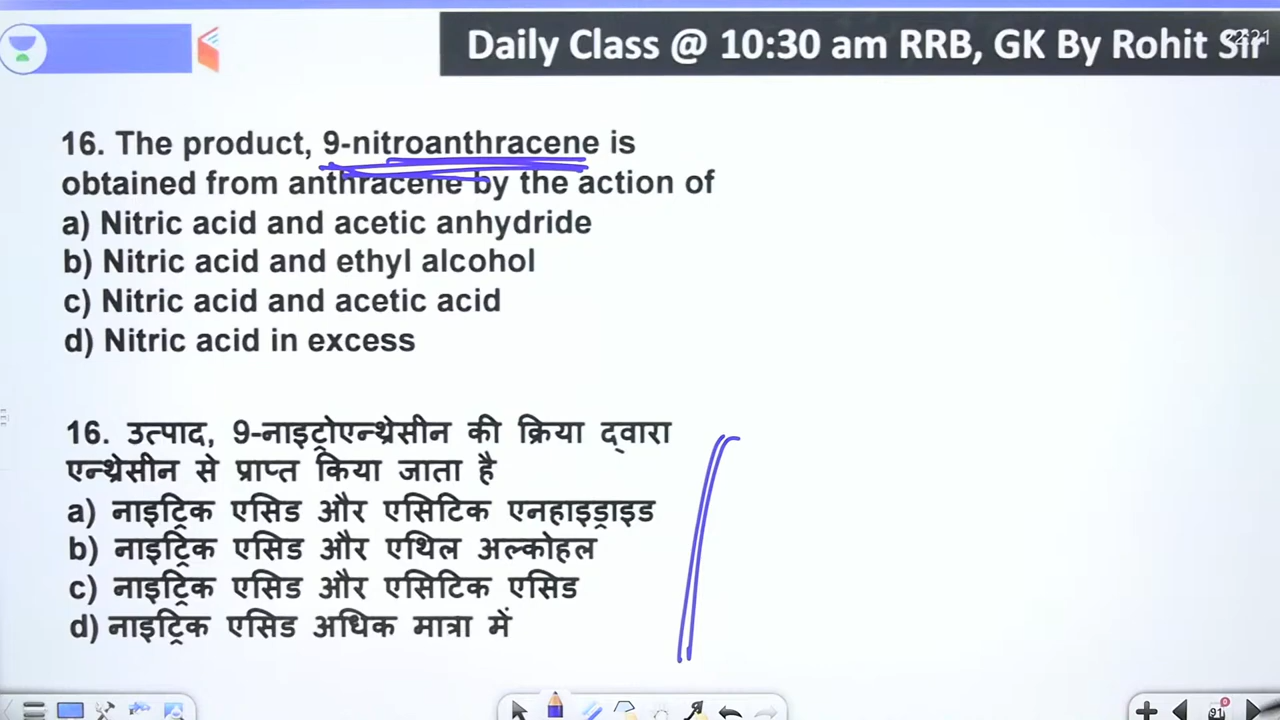 Daily Class @ 10:30 am RRB, GK By Rohit Sir
16. The product, 9-nitroanthracene is
obtained from anthracene by the action of
a) Nitric acid and acetic anhydride
b) Nitric acid and ethyl alcohol
c) Nitric acid and acetic acid
d) Nitric acid in excess
16. उत्पाद, 9-नाइट्रोएन्थ्रेसीन की क्रिया द्वारा
एन्थ्रेसीन से प्राप्त किया जाता है
a) नाइट्रिक एसिड और एसिटिक एनहाइड्राइड
b) नाइट्रिक एसिड और एथिल अल्कोहल
c) नाइट्रिक एसिड और एसिटिक एसिड
d) नाइट्रिक एसिड अधिक मात्रा में
91